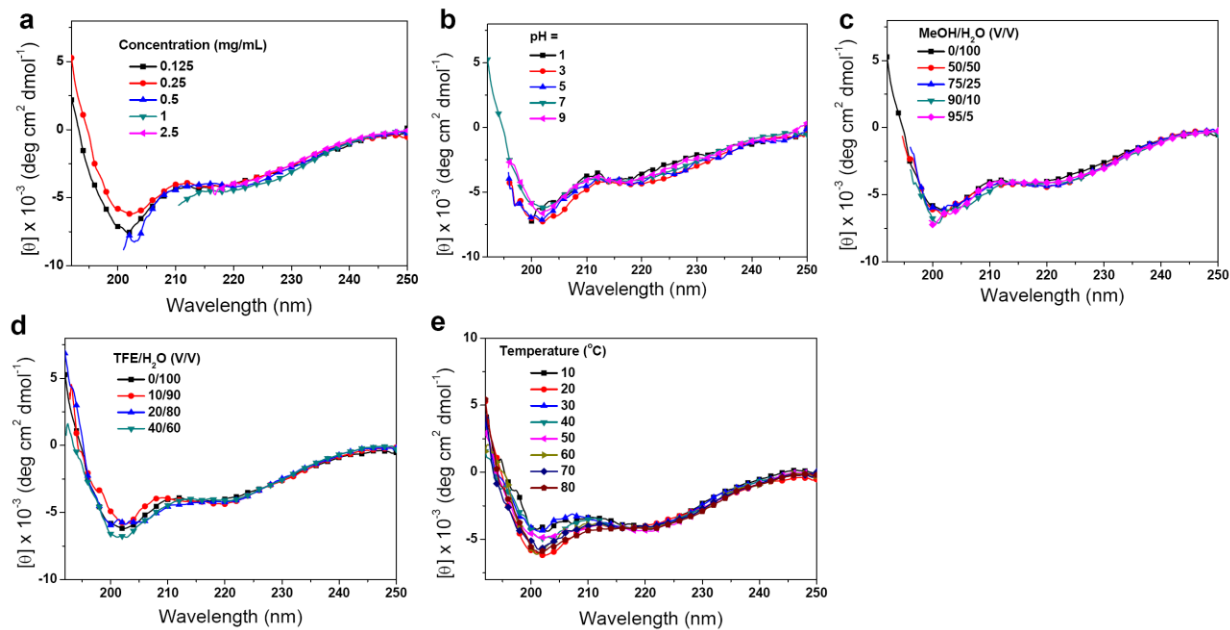 a
Concentration (mg/mL)
0.125
0.25
0.5
1
2.5
5
0
-5
-10
200 210 220 230 240 250
Wavelength (nm)
[θ] x 10⁻³ (deg cm² dmol⁻¹)
b
pH =
1
3
5
7
9
5
0
-5
-10
200 210 220 230 240 250
Wavelength (nm)
[θ] x 10⁻³ (deg cm² dmol⁻¹)
c
MeOH/H₂O (V/V)
0/100
50/50
75/25
90/10
95/5
5
0
-5
-10
200 210 220 230 240 250
Wavelength (nm)
[θ] x 10⁻³ (deg cm² dmol⁻¹)
d
TFE/H₂O (V/V)
0/100
10/90
20/80
40/60
5
0
-5
-10
200 210 220 230 240 250
Wavelength (nm)
[θ] x 10⁻³ (deg cm² dmol⁻¹)
e
Temperature (°C)
10
20
30
40
50
60
70
80
10
5
0
-5
-10
200 210 220 230 240 250
Wavelength (nm)
[θ] x 10⁻³ (deg cm² dmol⁻¹)